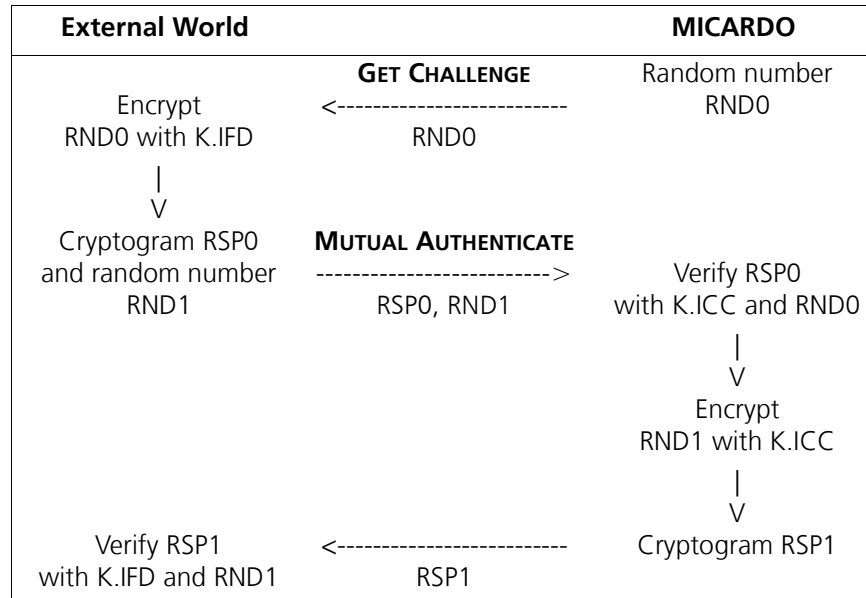 External World MICARDO
GET CHALLENGE Random number
Encrypt <-------------------------- RND0
RND0 with K.IFD RND0
|
V
Cryptogram RSP0 MUTUAL AUTHENTICATE
and random number --------------------------> Verify RSP0
RND1 RSP0, RND1 with K.ICC and RND0
|
V
Encrypt
RND1 with K.ICC
|
V
Verify RSP1 <-------------------------- Cryptogram RSP1
with K.IFD and RND1 RSP1